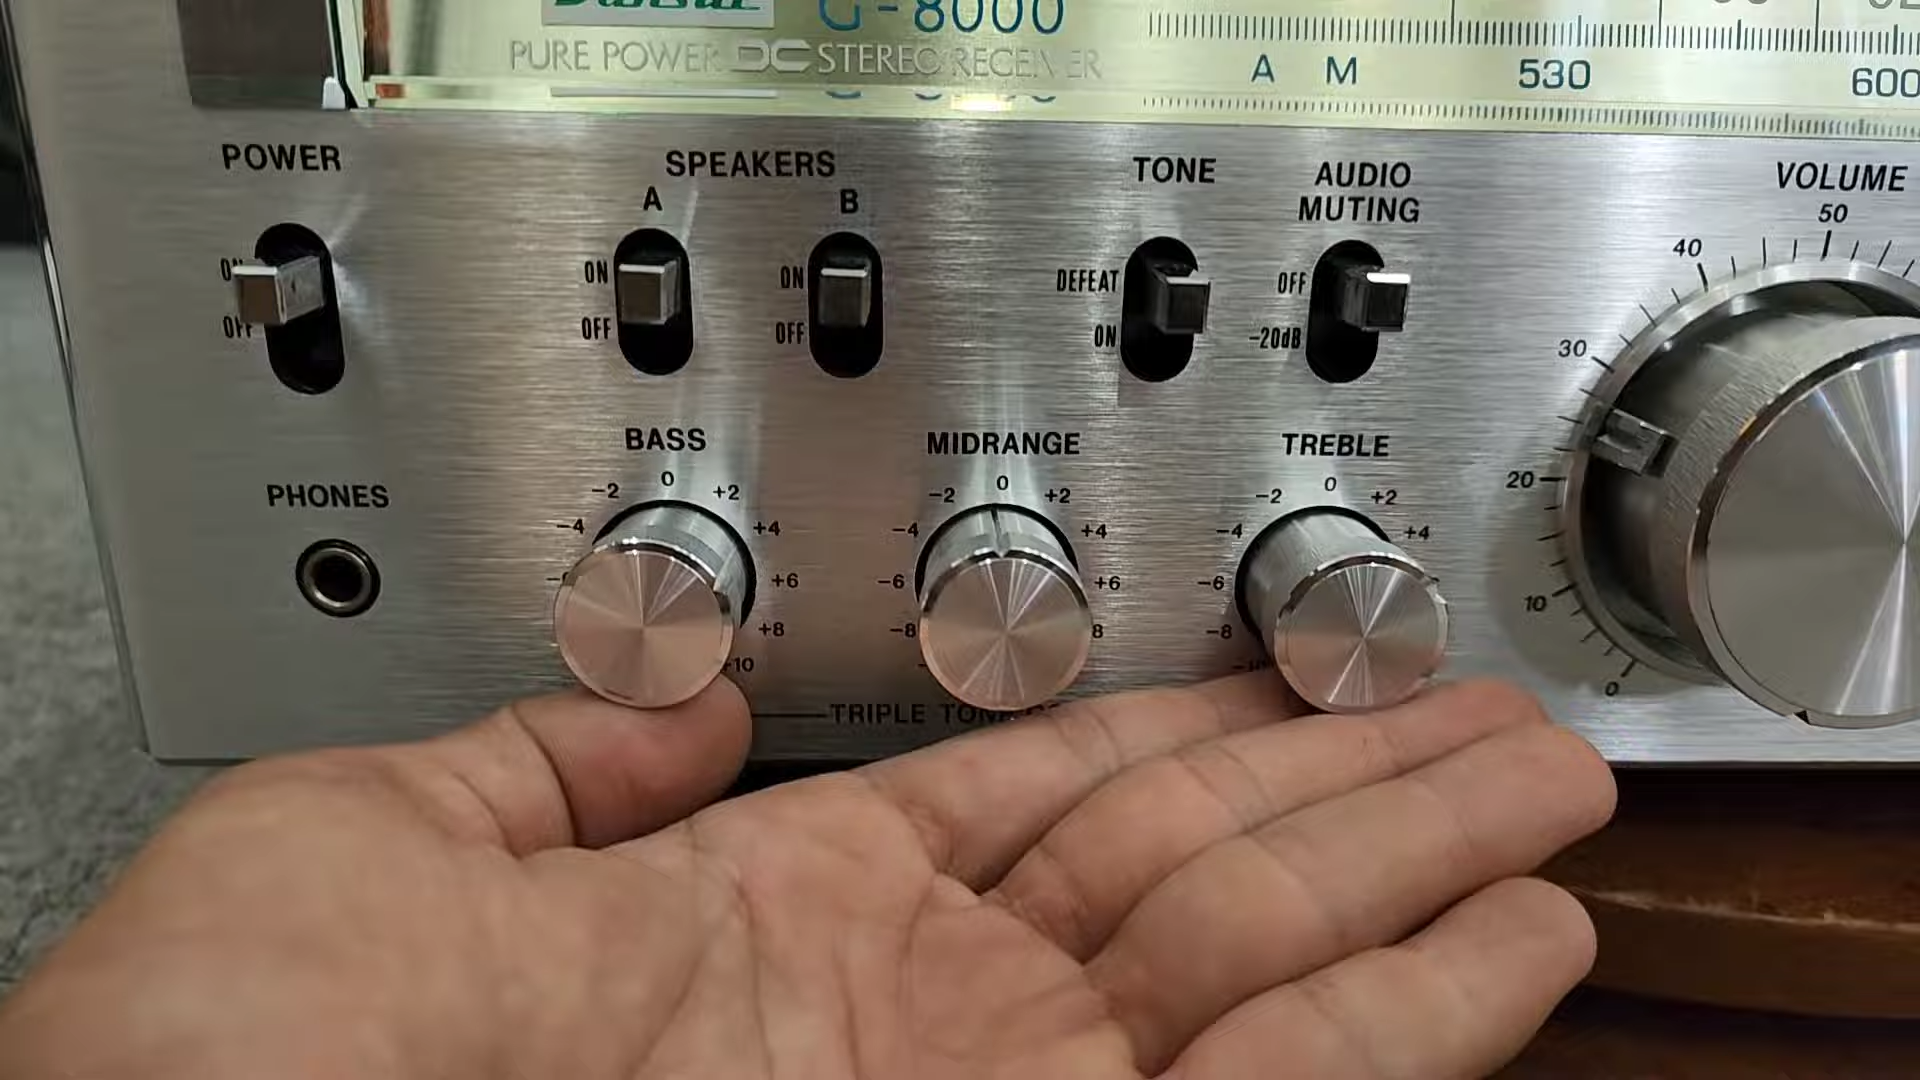 G-8000
PURE POWER DC STEREO RECEIVER
A M 530 600
POWER
ON
OFF
SPEAKERS
A B
ON
OFF
ON
OFF
TONE
DEFEAT
ON
AUDIO
MUTING
OFF
-20dB
VOLUME
50
40
30
20
10
0
PHONES
BASS
-4 -2 0 +2 +4
+6
+8
MIDRANGE
-8 -6 -4 -2 0 +2 +4 +6
8
TREBLE
-8 -6 -4 -2 0 +2 +4
TRIPLE